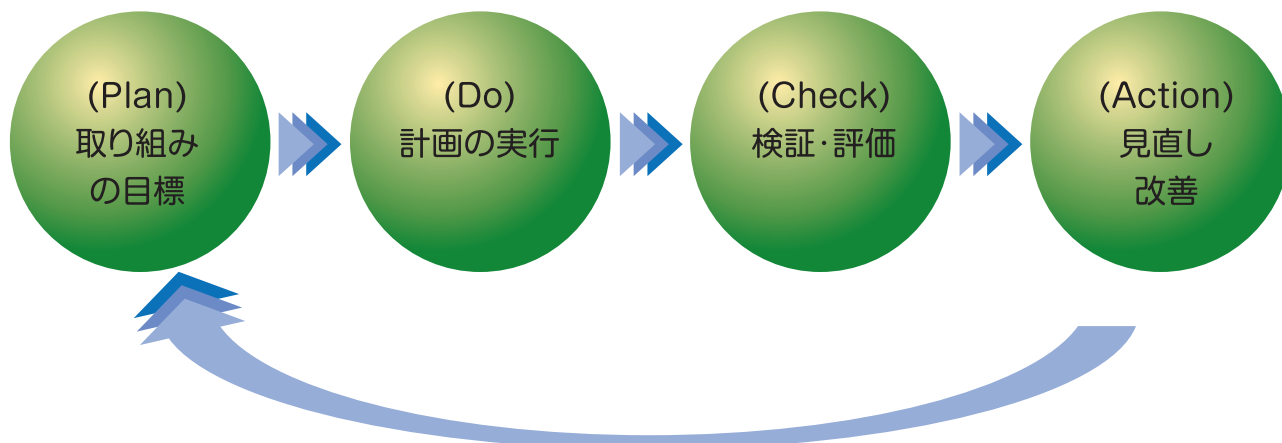 (Plan)
取り組み
の目標
(Do)
計画の実行
(Check)
検証・評価
(Action)
見直し
改善